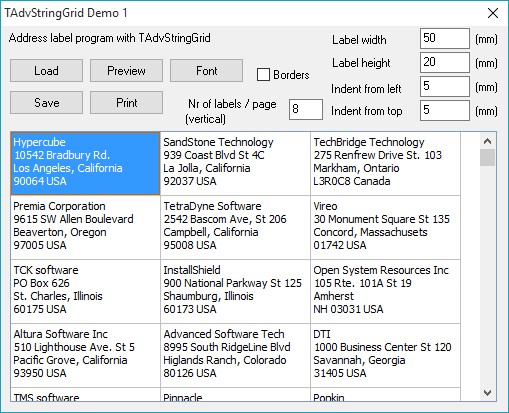 TAdvStringGrid Demo 1
Address label program with TAdvStringGrid
Label width 50 (mm)
Label height 20 (mm)
Indent from left 5 (mm)
Indent from top 5 (mm)
Load Preview Font Borders
Save Print Nr of labels / page (vertical) 8
Hypercube
10542 Bradbury Rd.
Los Angeles, California
90064 USA
SandStone Technology
939 Coast Blvd St 4C
La Jolla, California
92037 USA
TechBridge Technology
275 Renfrew Drive St. 103
Markham, Ontario
L3R0C8 Canada
Premia Corporation
9615 SW Allen Boulevard
Beaverton, Oregon
97005 USA
TetraDyne Software
2542 Bascom Ave, St 206
Campbell, California
95008 USA
Vireo
30 Monument Square St 135
Concord, Massachusets
01742 USA
TCK software
PO Box 626
St. Charles, Illinois
60175 USA
InstallShield
900 National Parkway St 125
Shaumburg, Illinois
60173 USA
Open System Resources Inc
105 Rte. 101A St 19
Amherst
NH 03031 USA
Altura Software Inc
510 Lighthouse Ave. St 5
Pacific Grove, California
93950 USA
Advanced Software Tech
8995 South RidgeLine Blvd
Higlands Ranch, Colorado
80126 USA
DTI
1000 Business Center St 120
Savannah, Georgia
31405 USA
TMS software
Pinnacle
Popkin